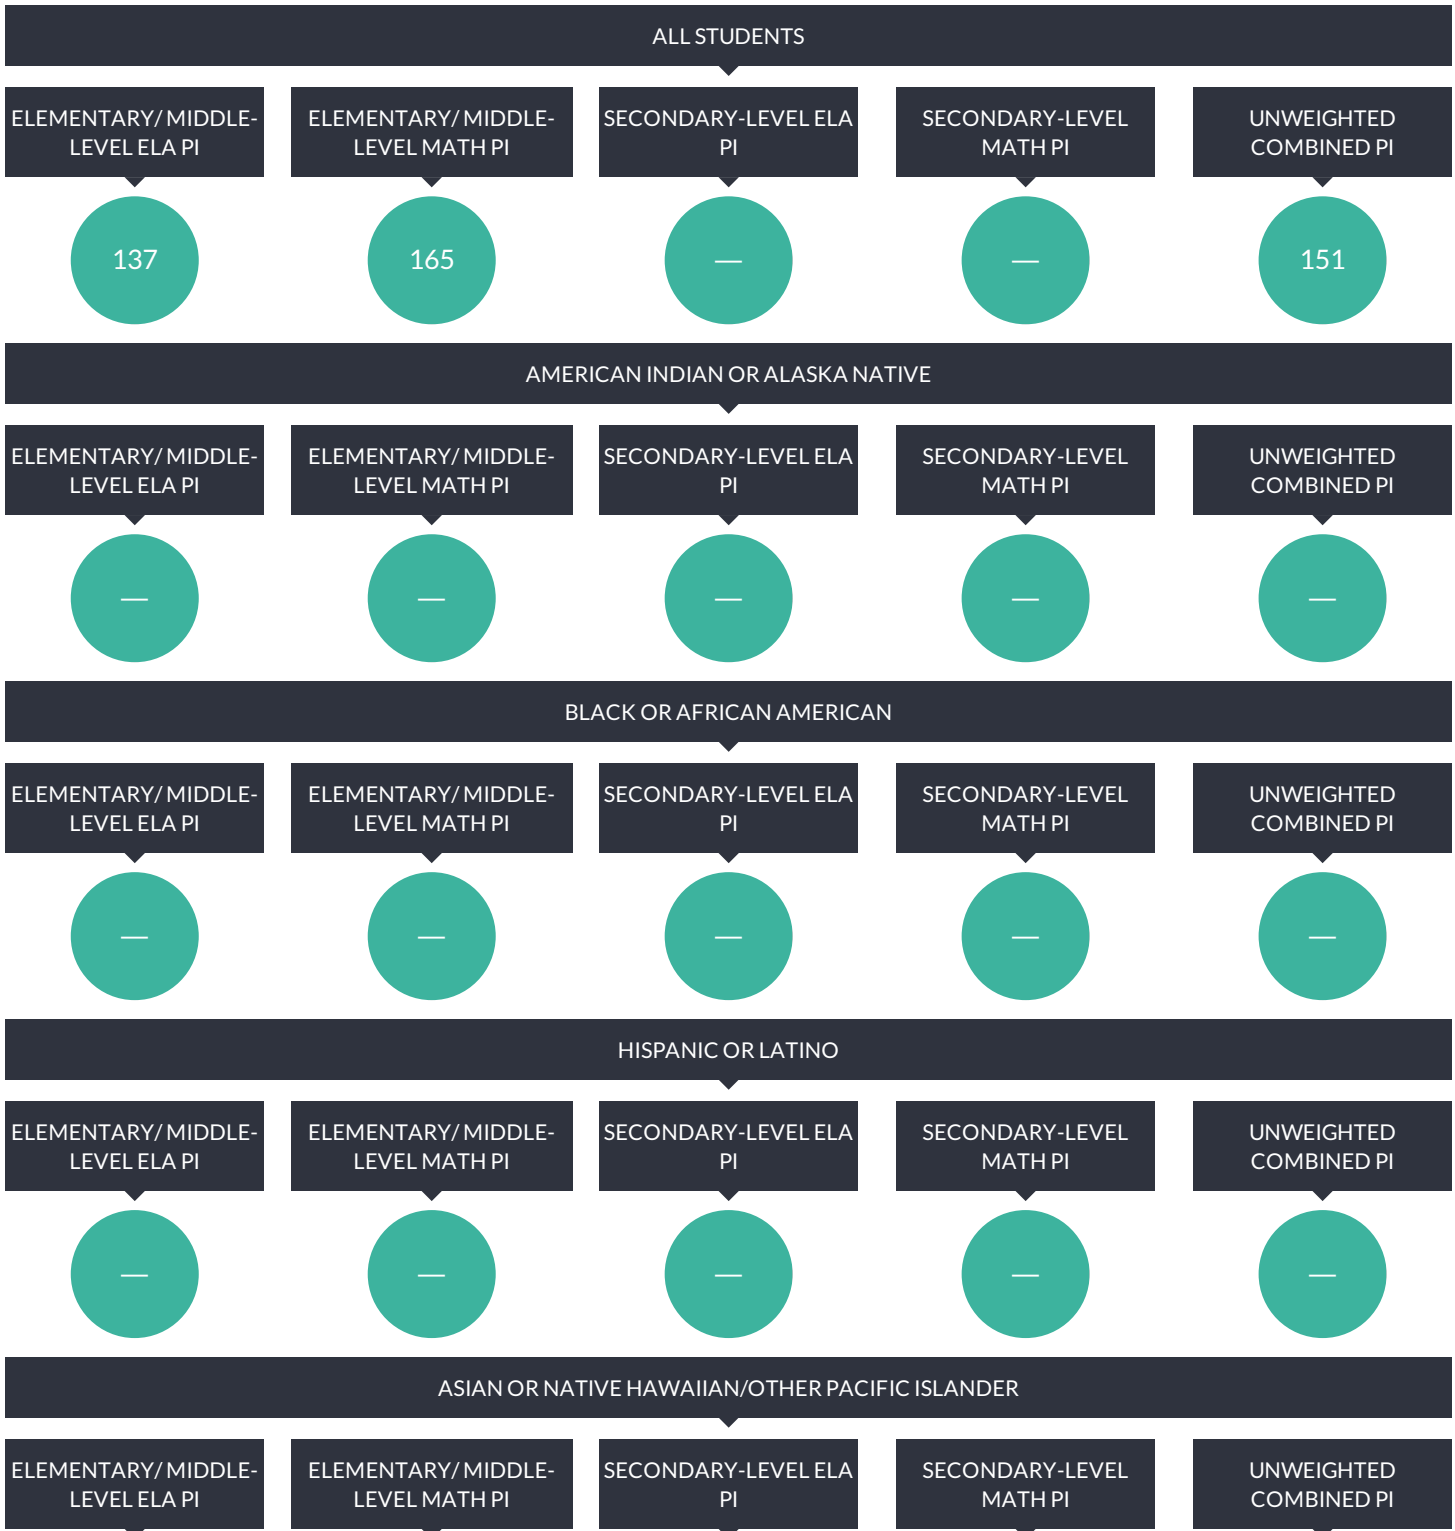 ALL STUDENTS
ELEMENTARY/ MIDDLE-
LEVEL ELA PI
ELEMENTARY/ MIDDLE-
LEVEL MATH PI
SECONDARY-LEVEL ELA
PI
SECONDARY-LEVEL
MATH PI
UNWEIGHTED
COMBINED PI
137
165
—
—
151
AMERICAN INDIAN OR ALASKA NATIVE
ELEMENTARY/ MIDDLE-
LEVEL ELA PI
ELEMENTARY/ MIDDLE-
LEVEL MATH PI
SECONDARY-LEVEL ELA
PI
SECONDARY-LEVEL
MATH PI
UNWEIGHTED
COMBINED PI
—
—
—
—
—
BLACK OR AFRICAN AMERICAN
ELEMENTARY/ MIDDLE-
LEVEL ELA PI
ELEMENTARY/ MIDDLE-
LEVEL MATH PI
SECONDARY-LEVEL ELA
PI
SECONDARY-LEVEL
MATH PI
UNWEIGHTED
COMBINED PI
—
—
—
—
—
HISPANIC OR LATINO
ELEMENTARY/ MIDDLE-
LEVEL ELA PI
ELEMENTARY/ MIDDLE-
LEVEL MATH PI
SECONDARY-LEVEL ELA
PI
SECONDARY-LEVEL
MATH PI
UNWEIGHTED
COMBINED PI
—
—
—
—
—
ASIAN OR NATIVE HAWAIIAN/OTHER PACIFIC ISLANDER
ELEMENTARY/ MIDDLE-
LEVEL ELA PI
ELEMENTARY/ MIDDLE-
LEVEL MATH PI
SECONDARY-LEVEL ELA
PI
SECONDARY-LEVEL
MATH PI
UNWEIGHTED
COMBINED PI